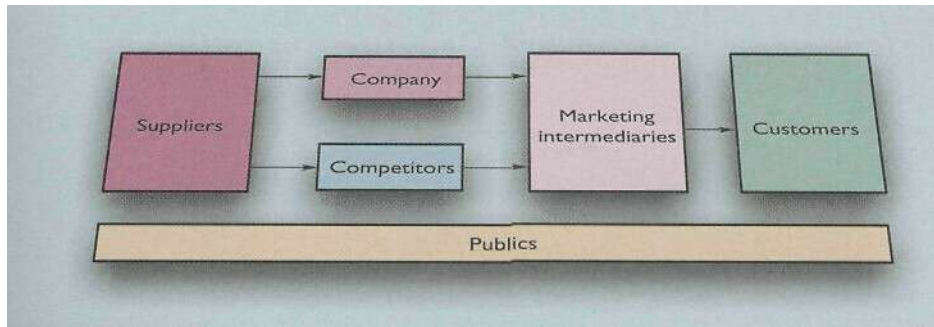 Suppliers
Company
Competitors
Marketing
intermediaries
Customers
Publics